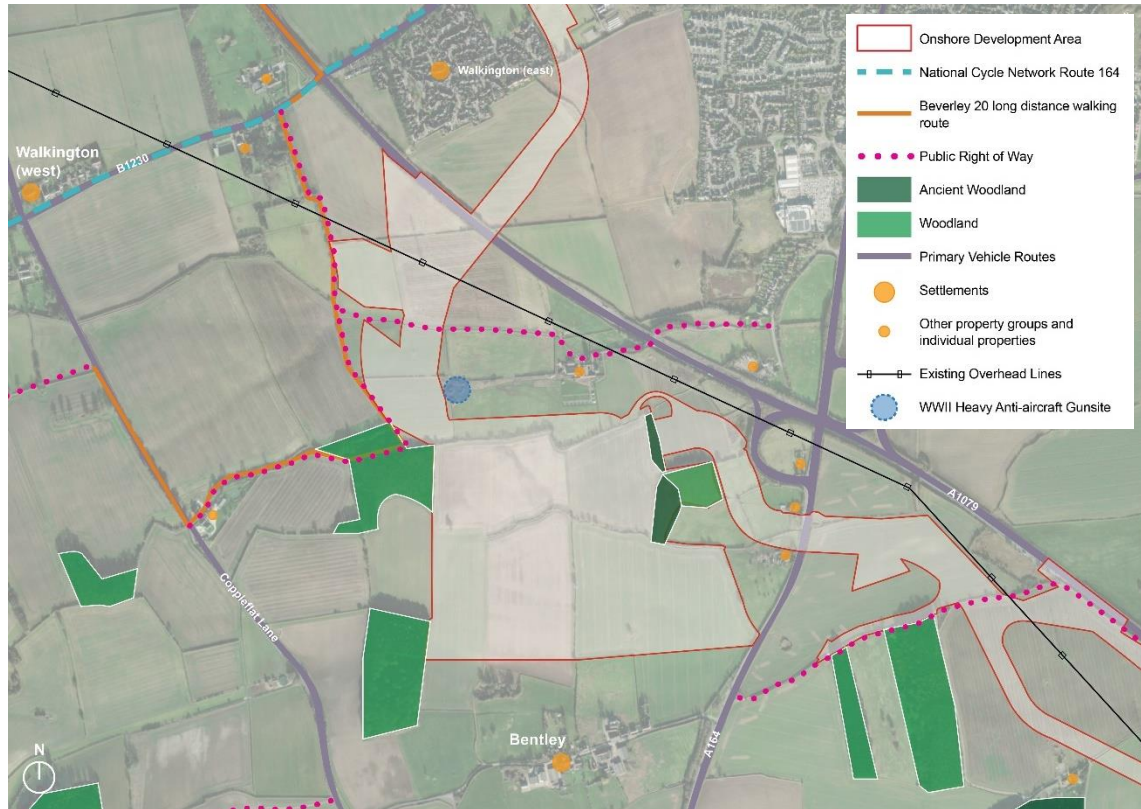 Walkington (east)
Walkington
(west)
B1230
A1079
Coppleflat Lane
A164
Bentley
N
Onshore Development Area
National Cycle Network Route 164
Beverley 20 long distance walking
route
Public Right of Way
Ancient Woodland
Woodland
Primary Vehicle Routes
Settlements
Other property groups and
individual properties
Existing Overhead Lines
WWII Heavy Anti-aircraft Gunsite